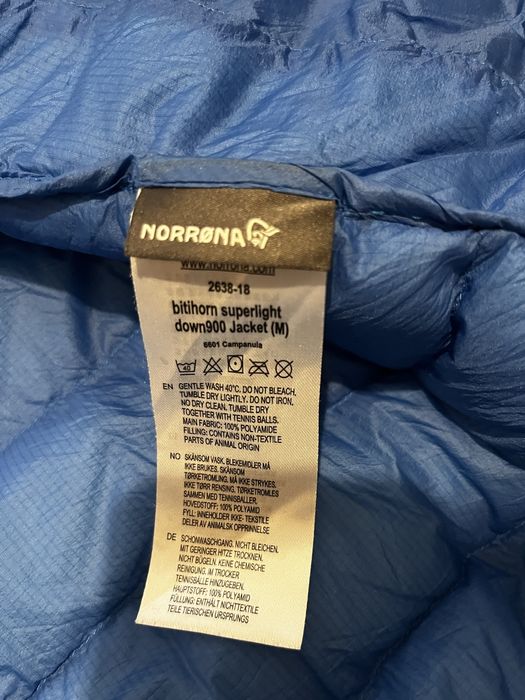 NORRØNA
www.norrona.com
2638-18
bitihorn superlight
down900 Jacket (M)
6601 Campanula
40
EN GENTLE WASH 40°C. DO NOT BLEACH.
TUMBLE DRY LIGHTLY. DO NOT IRON,
NO DRY CLEAN. TUMBLE DRY
TOGETHER WITH TENNIS BALLS.
MAIN FABRIC: 100% POLYAMIDE
FILLING: CONTAINS NON-TEXTILE
PARTS OF ANIMAL ORIGIN
NO SKÅNSOM VASK. BLEKEMIDLER MÅ
IKKE BRUKES. SKÅNSOM
TØRKETROMLING. MÅ IKKE STRYKES.
IKKE TØRR RENSING. TØRKETROMLES
SAMMEN MED TENNISBALLER.
HOVEDSTOFF: 100% POLYAMID
FYLL: INNEHOLDER IKKE- TEKSTILE
DELER AV ANIMALSK OPPRINNELSE
DE SCHONWASCHGANG. NICHT BLEICHEN.
MIT GERINGER HITZE TROCKNEN.
NICHT BÜGELN. KEINE CHEMISCHE
REINIGUNG. IM TROCKER
TENNISBÄLLE HINZUGEBEN.
HAUPTSTOFF: 100% POLYAMID
FÜLLUNG: ENTHÄLT NICHTTEXTILE
TEILE TIERISCHEN URSPRUNGS